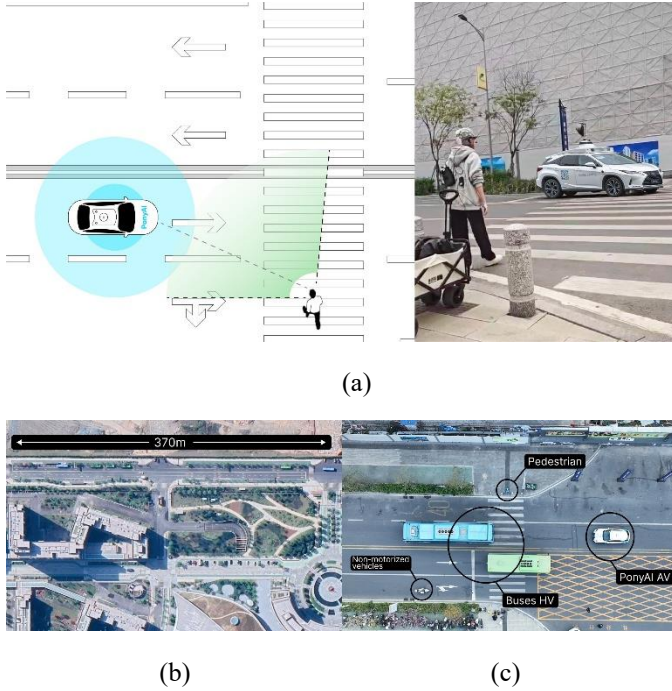 PonyAI
(a)
370m
Pedestrian
Non-motorized
vehicles
PonyAI AV
Buses HV
(b)
(c)